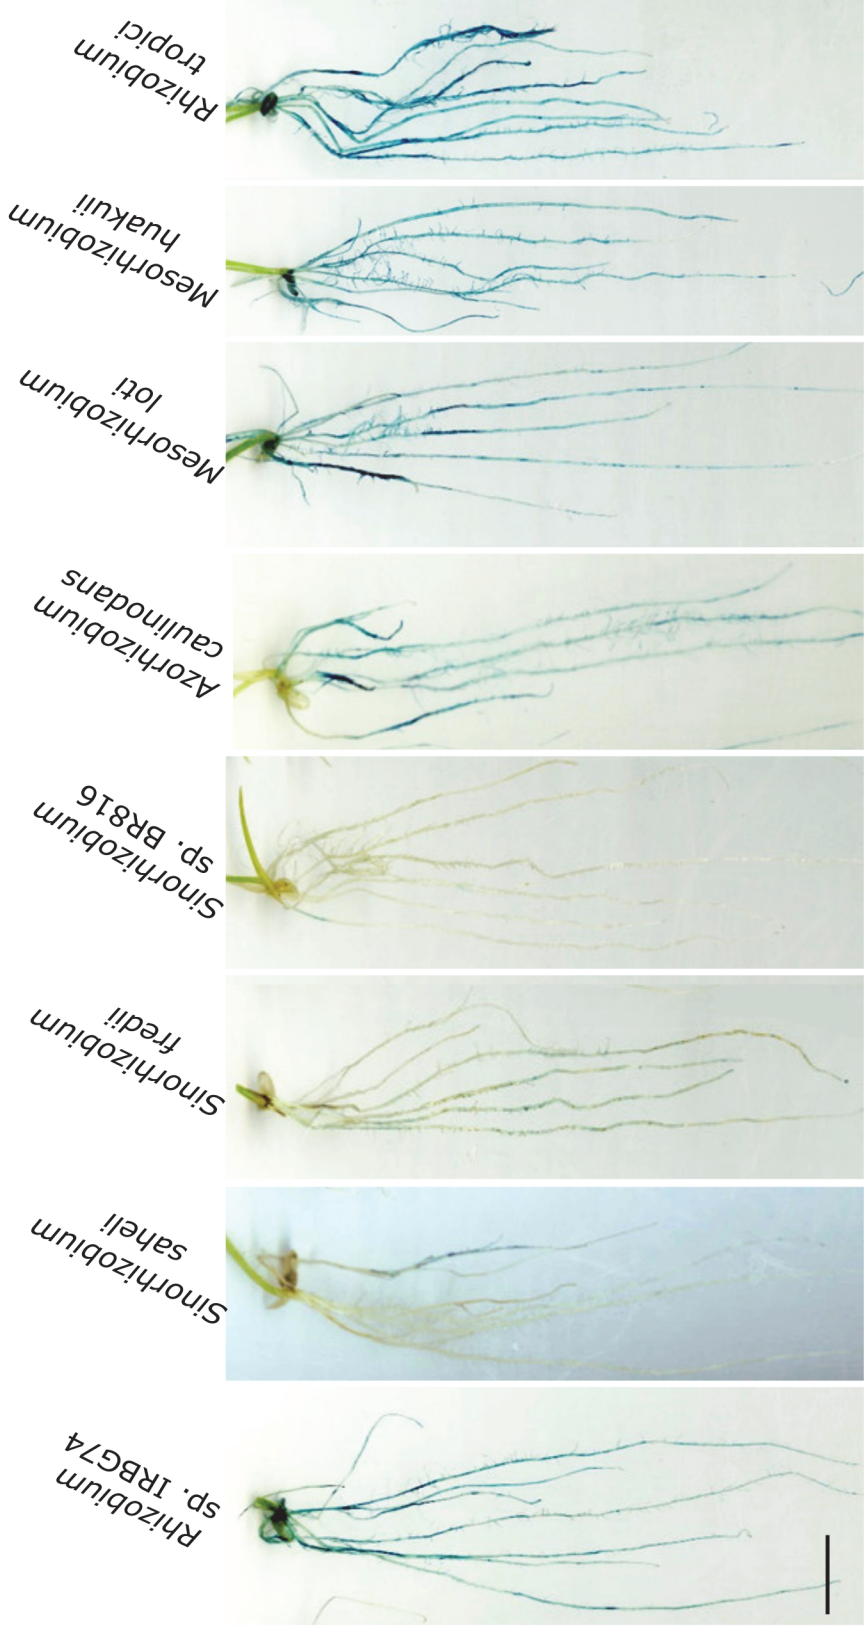 Rhizobium
tropici
Mesorhizobium
huakuii
Mesorhizobium
loti
Azorhizobium
caulinodans
Sinorhizobium
sp. BR816
Sinorhizobium
fredii
Sinorhizobium
saheli
Rhizobium
sp. IRBG74